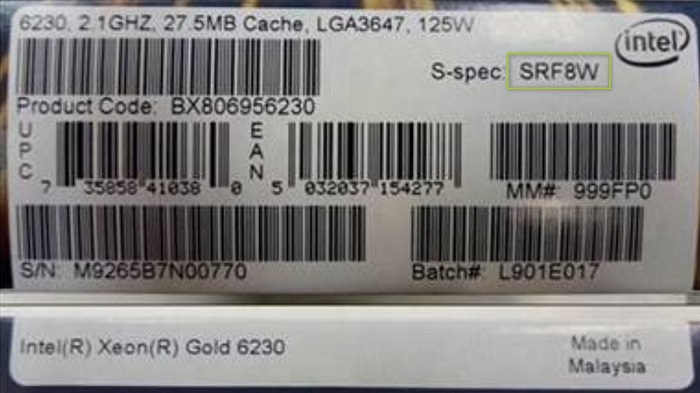 6230, 2.1GHZ, 27.5MB Cache, LGA3647, 125W
intel
S-spec: SRF8W
Product Code: BX806956230
UPC
7 35858 41038 0
EAN
5 032037 154277
MM#: 999FP0
S/N: M9265B7N00770
Batch#: L901E017
Intel(R) Xeon(R) Gold 6230
Made in
Malaysia